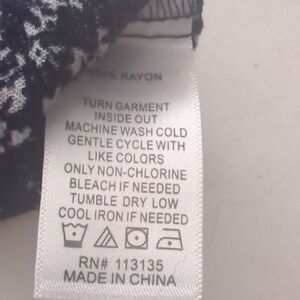 RAYON
TURN GARMENT
INSIDE OUT
MACHINE WASH COLD
GENTLE CYCLE WITH
LIKE COLORS
ONLY NON-CHLORINE
BLEACH IF NEEDED
TUMBLE DRY LOW
COOL IRON IF NEEDED
RN# 113135
MADE IN CHINA